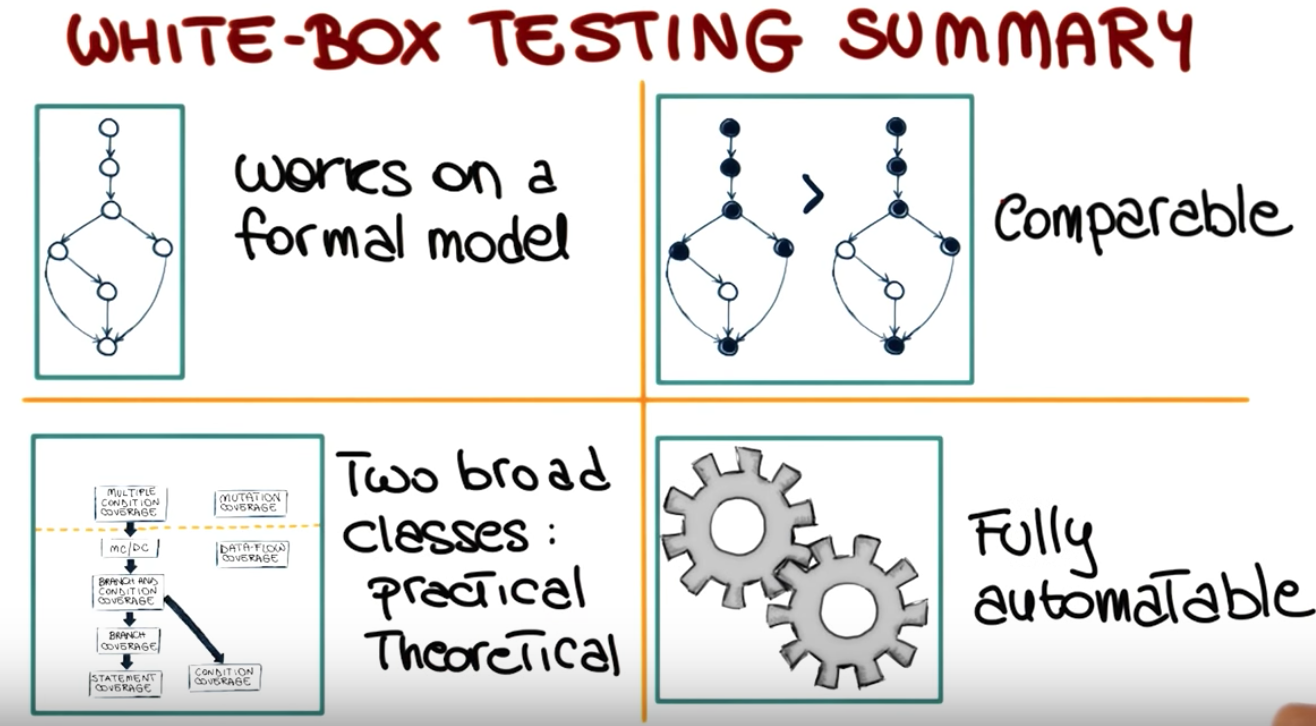 WHITE-BOX TESTING SUMMARY
works on a
formal model
>
Comparable
MULTIPLE
CONDITION
COVERAGE
MUTATION
COVERAGE
MC/DC
DATA-FLOW
COVERAGE
BRANCH AND
CONDITION
COVERAGE
BRANCH
COVERAGE
STATEMENT
COVERAGE
CONDITION
COVERAGE
Two broad
classes:
practical
Theoretical
Fully
automatable